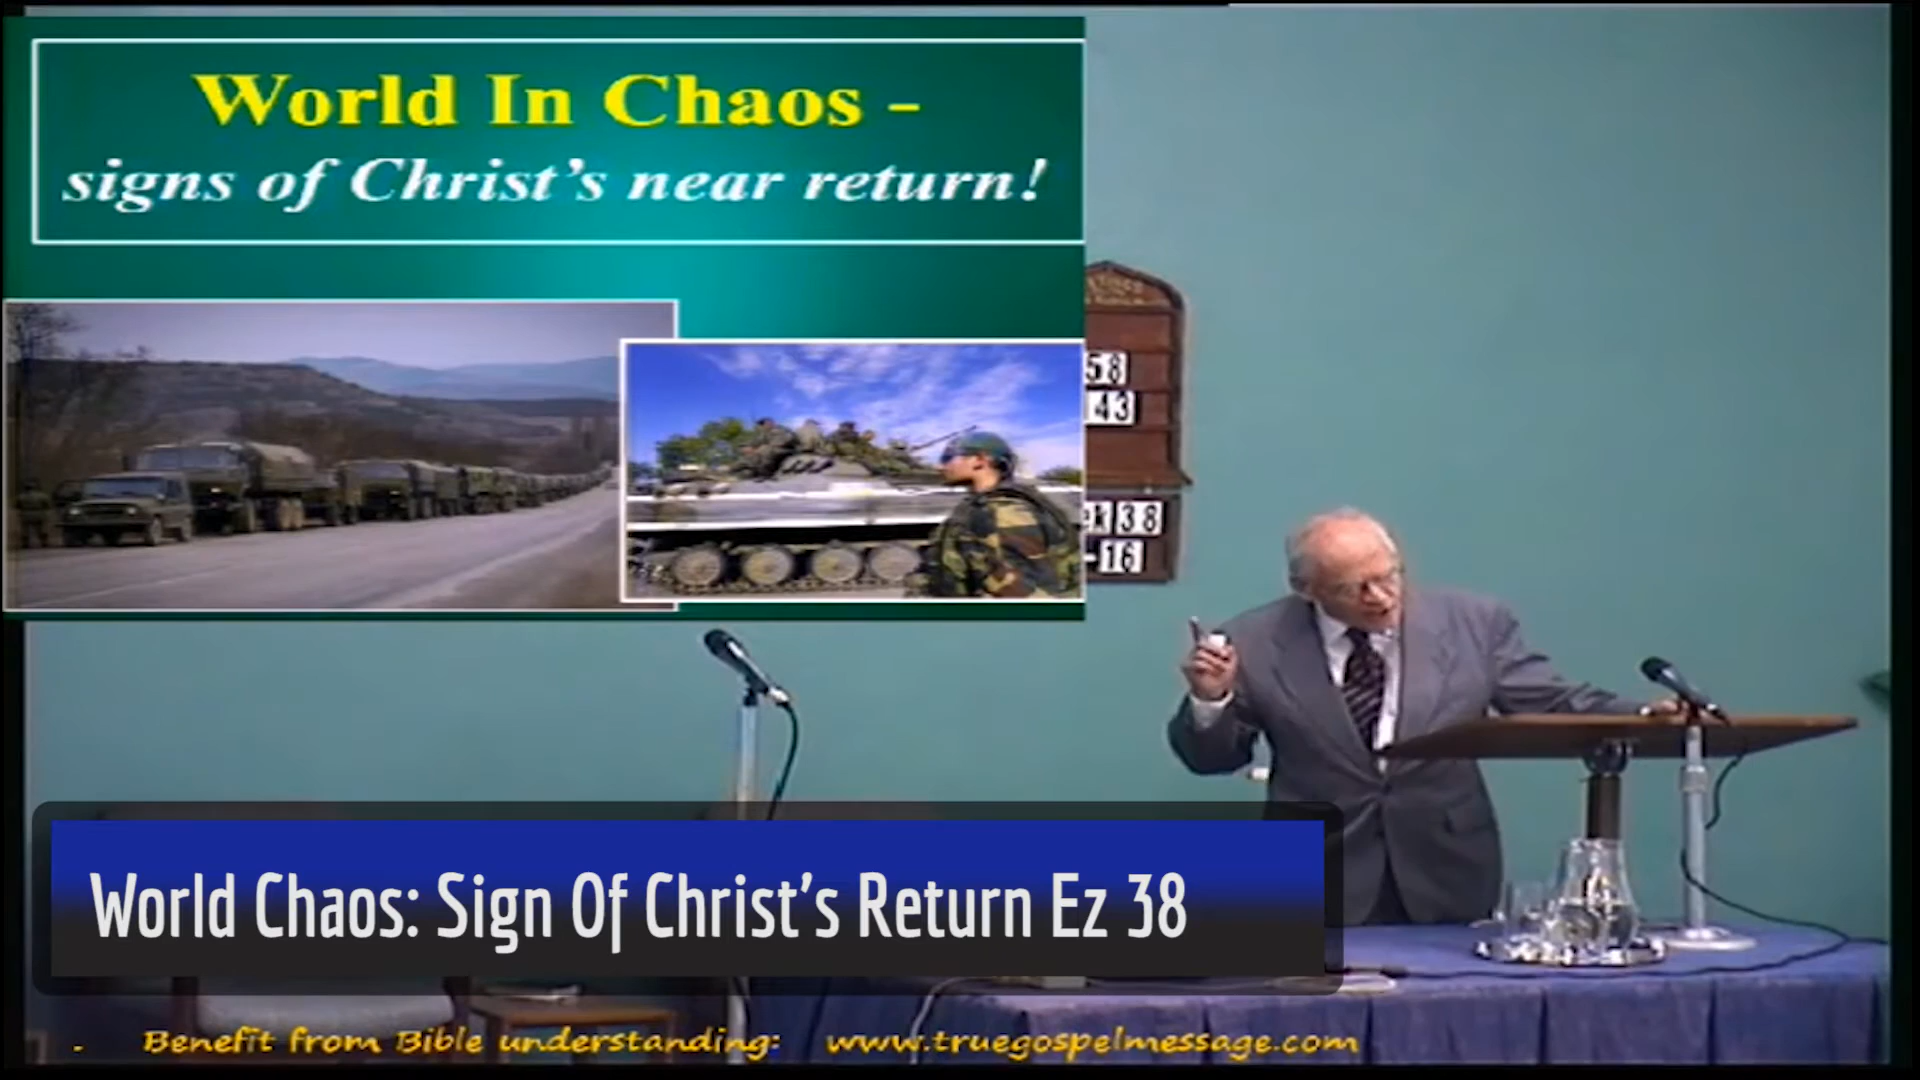 World In Chaos -
signs of Christ's near return!
58
43
ek 38
-16
World Chaos: Sign Of Christ's Return Ez 38
- Benefit from Bible understanding: www.truegospelmessage.com